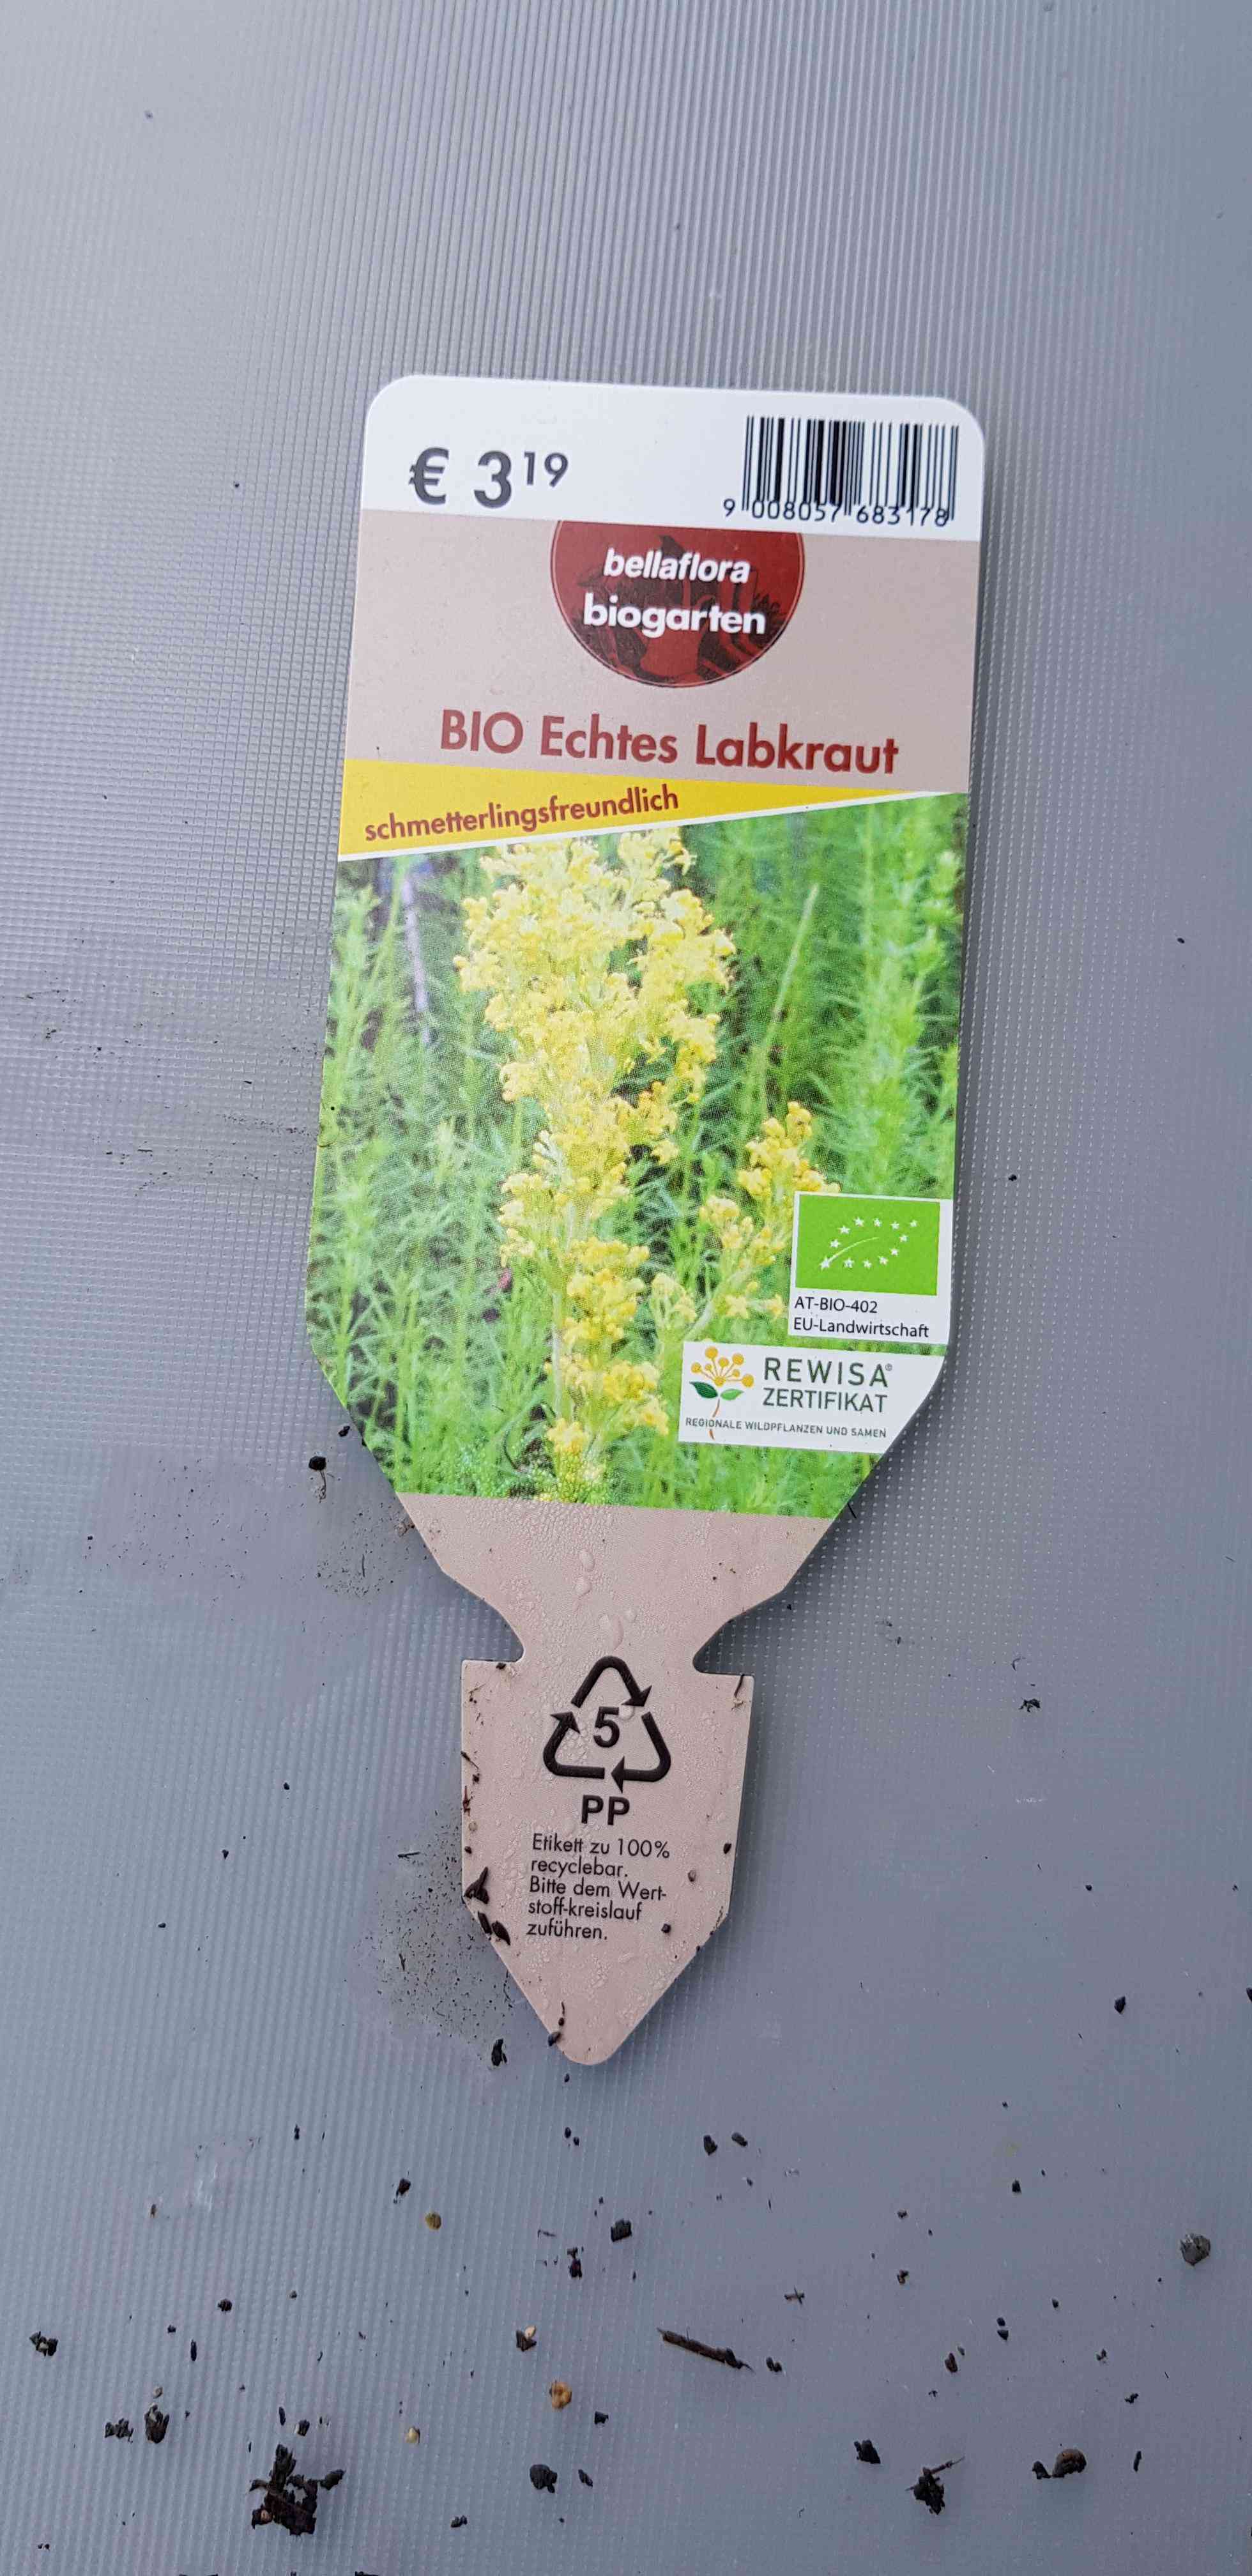 € 3¹⁹
9 008057 683178
bellaflora
biogarten
BIO Echtes Labkraut
schmetterlingsfreundlich
AT-BIO-402
EU-Landwirtschaft
REWISA®
ZERTIFIKAT
REGIONALE WILDPFLANZEN UND SAMEN
5
PP
Etikett zu 100%
recyclebar.
Bitte dem Wert-
stoff-kreislauf
zuführen.